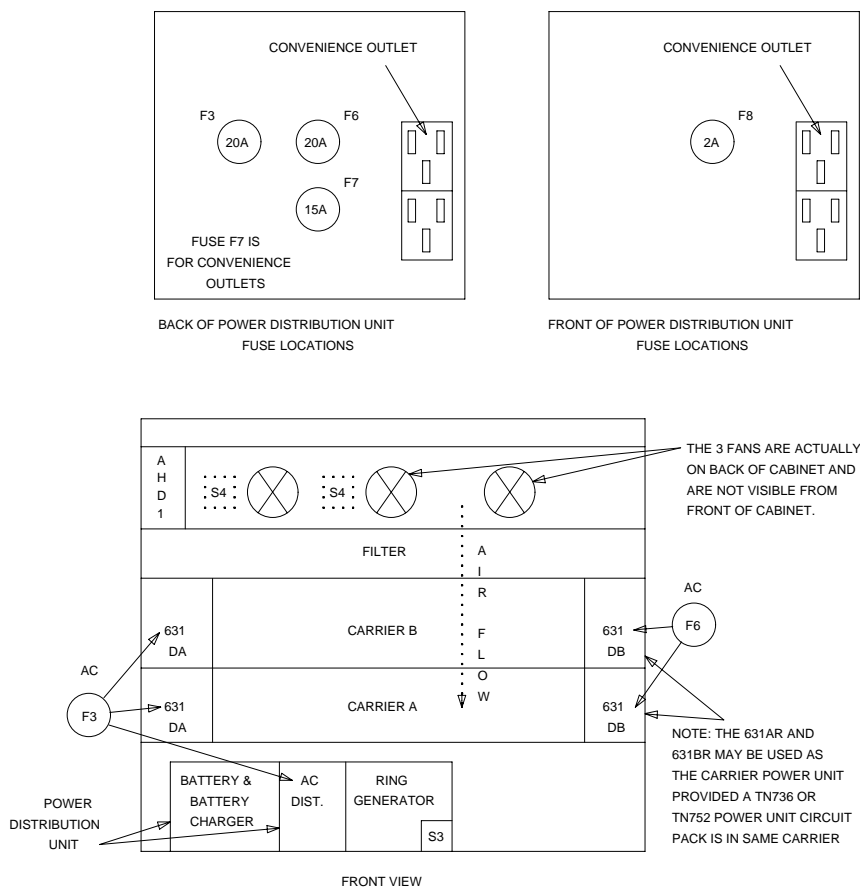 CONVENIENCE OUTLET
F3
F6
20A
20A
F7
15A
FUSE F7 IS
FOR CONVENIENCE
OUTLETS
BACK OF POWER DISTRIBUTION UNIT
FUSE LOCATIONS
CONVENIENCE OUTLET
F8
2A
FRONT OF POWER DISTRIBUTION UNIT
FUSE LOCATIONS
A
H
D
1
S4
S4
THE 3 FANS ARE ACTUALLY
ON BACK OF CABINET AND
ARE NOT VISIBLE FROM
FRONT OF CABINET.
FILTER
A
I
R
F
L
O
W
631
DA
CARRIER B
631
DB
AC
F6
AC
F3
631
DA
CARRIER A
631
DB
NOTE: THE 631AR AND
631BR MAY BE USED AS
THE CARRIER POWER UNIT
PROVIDED A TN736 OR
TN752 POWER UNIT CIRCUIT
PACK IS IN SAME CARRIER
POWER
DISTRIBUTION
UNIT
BATTERY &
BATTERY
CHARGER
AC
DIST.
RING
GENERATOR
S3
FRONT VIEW